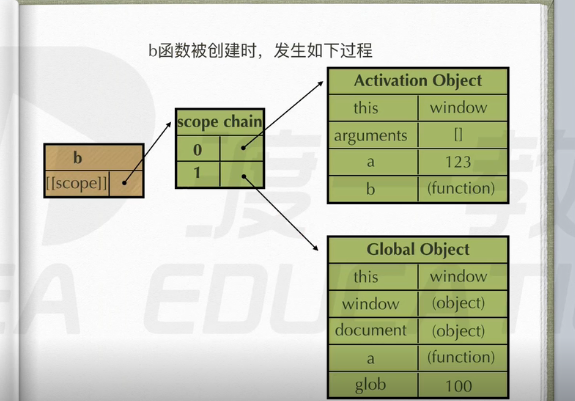 b函数被创建时，发生如下过程
b
[[scope]]
scope chain
0
1
Activation Object
this window
arguments []
a 123
b (function)
Global Object
this window
window (object)
document (object)
a (function)
glob 100
渡一教
EA EDUCATI